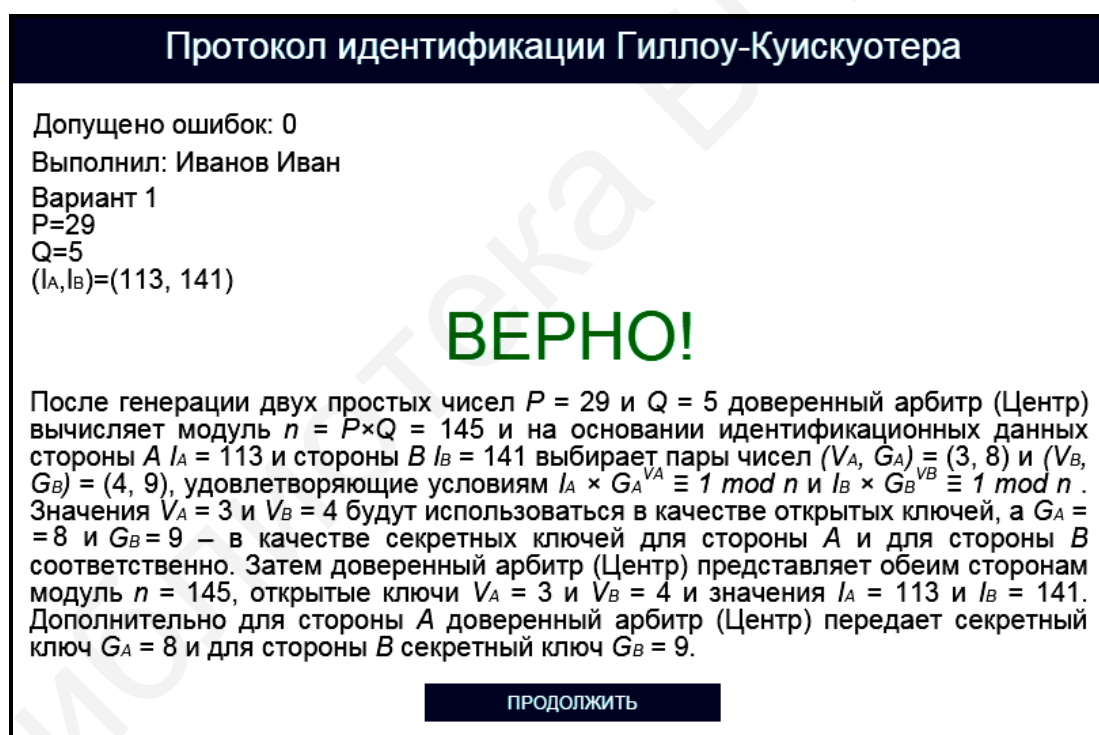 Протокол идентификации Гиллоу-Куискуотера
Допущено ошибок: 0
Выполнил: Иванов Иван
Вариант 1
P=29
Q=5
(IA,IB)=(113, 141)
ВЕРНО!
После генерации двух простых чисел P = 29 и Q = 5 доверенный арбитр (Центр)
вычисляет модуль n = P×Q = 145 и на основании идентификационных данных
стороны A IA = 113 и стороны B IB = 141 выбирает пары чисел (VA, GA) = (3, 8) и (VB,
GB) = (4, 9), удовлетворяющие условиям IA × GA^VA ≡ 1 mod n и IB × GB^VB ≡ 1 mod n .
Значения VA = 3 и VB = 4 будут использоваться в качестве открытых ключей, а GA =
= 8 и GB = 9 – в качестве секретных ключей для стороны A и для стороны B
соответственно. Затем доверенный арбитр (Центр) представляет обеим сторонам
модуль n = 145, открытые ключи VA = 3 и VB = 4 и значения IA = 113 и IB = 141.
Дополнительно для стороны A доверенный арбитр (Центр) передает секретный
ключ GA = 8 и для стороны B секретный ключ GB = 9.
ПРОДОЛЖИТЬ